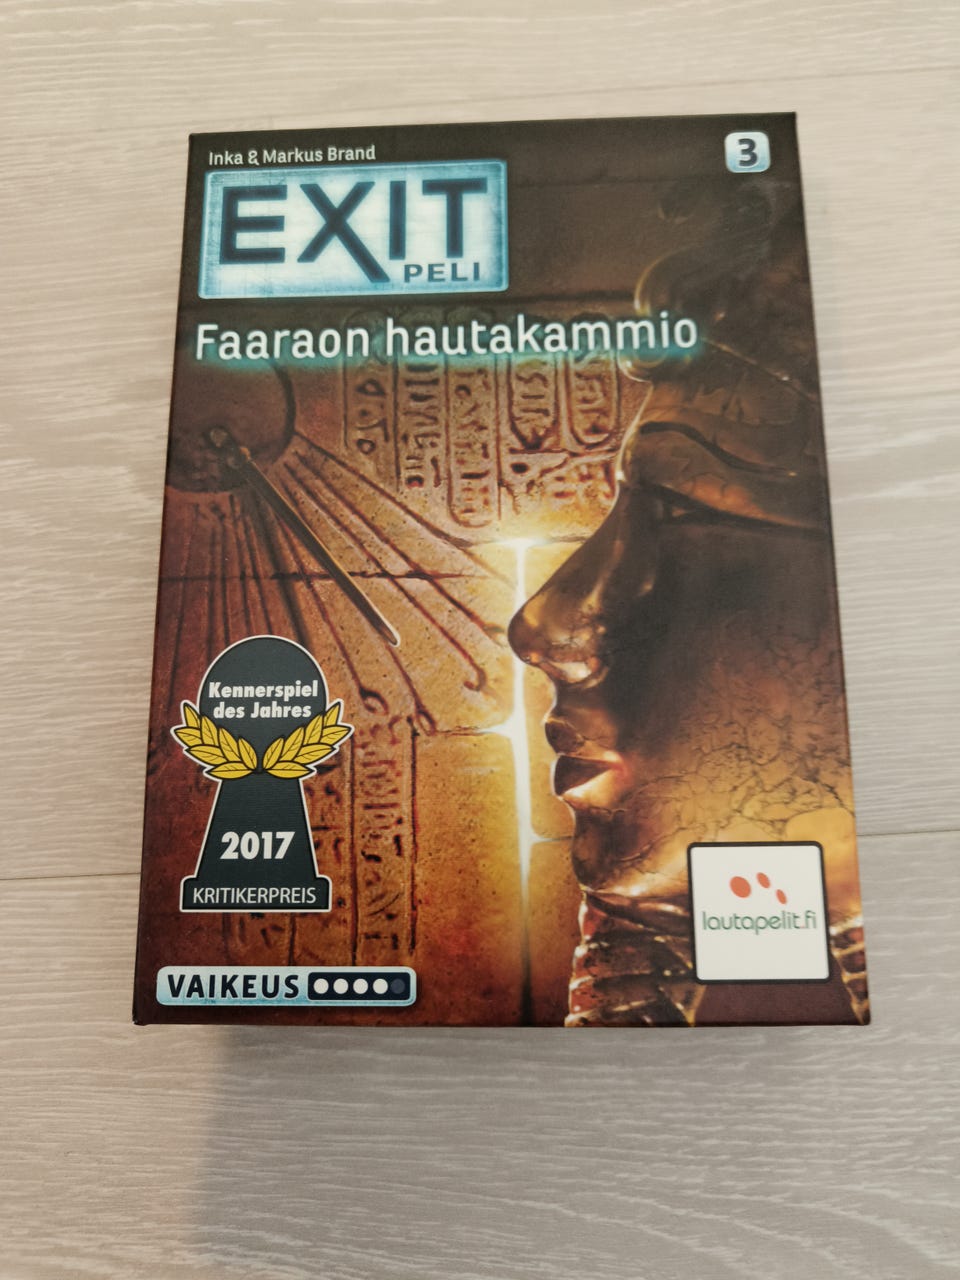 Inka & Markus Brand
3
EXIT
PELI
Faaraon hautakammio
Kennerspiel
des Jahres
2017
KRITIKERPREIS
lautapelit.fi
VAIKEUS